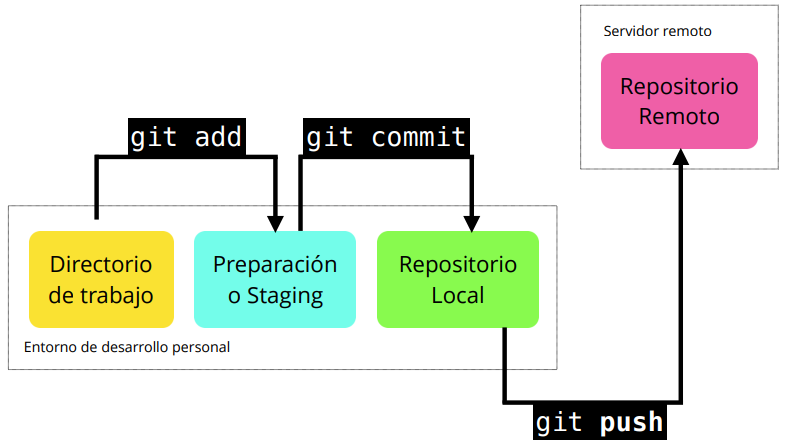 Servidor remoto
Repositorio
Remoto
git add
git commit
Directorio
de trabajo
Preparación
o Staging
Repositorio
Local
Entorno de desarrollo personal
git push